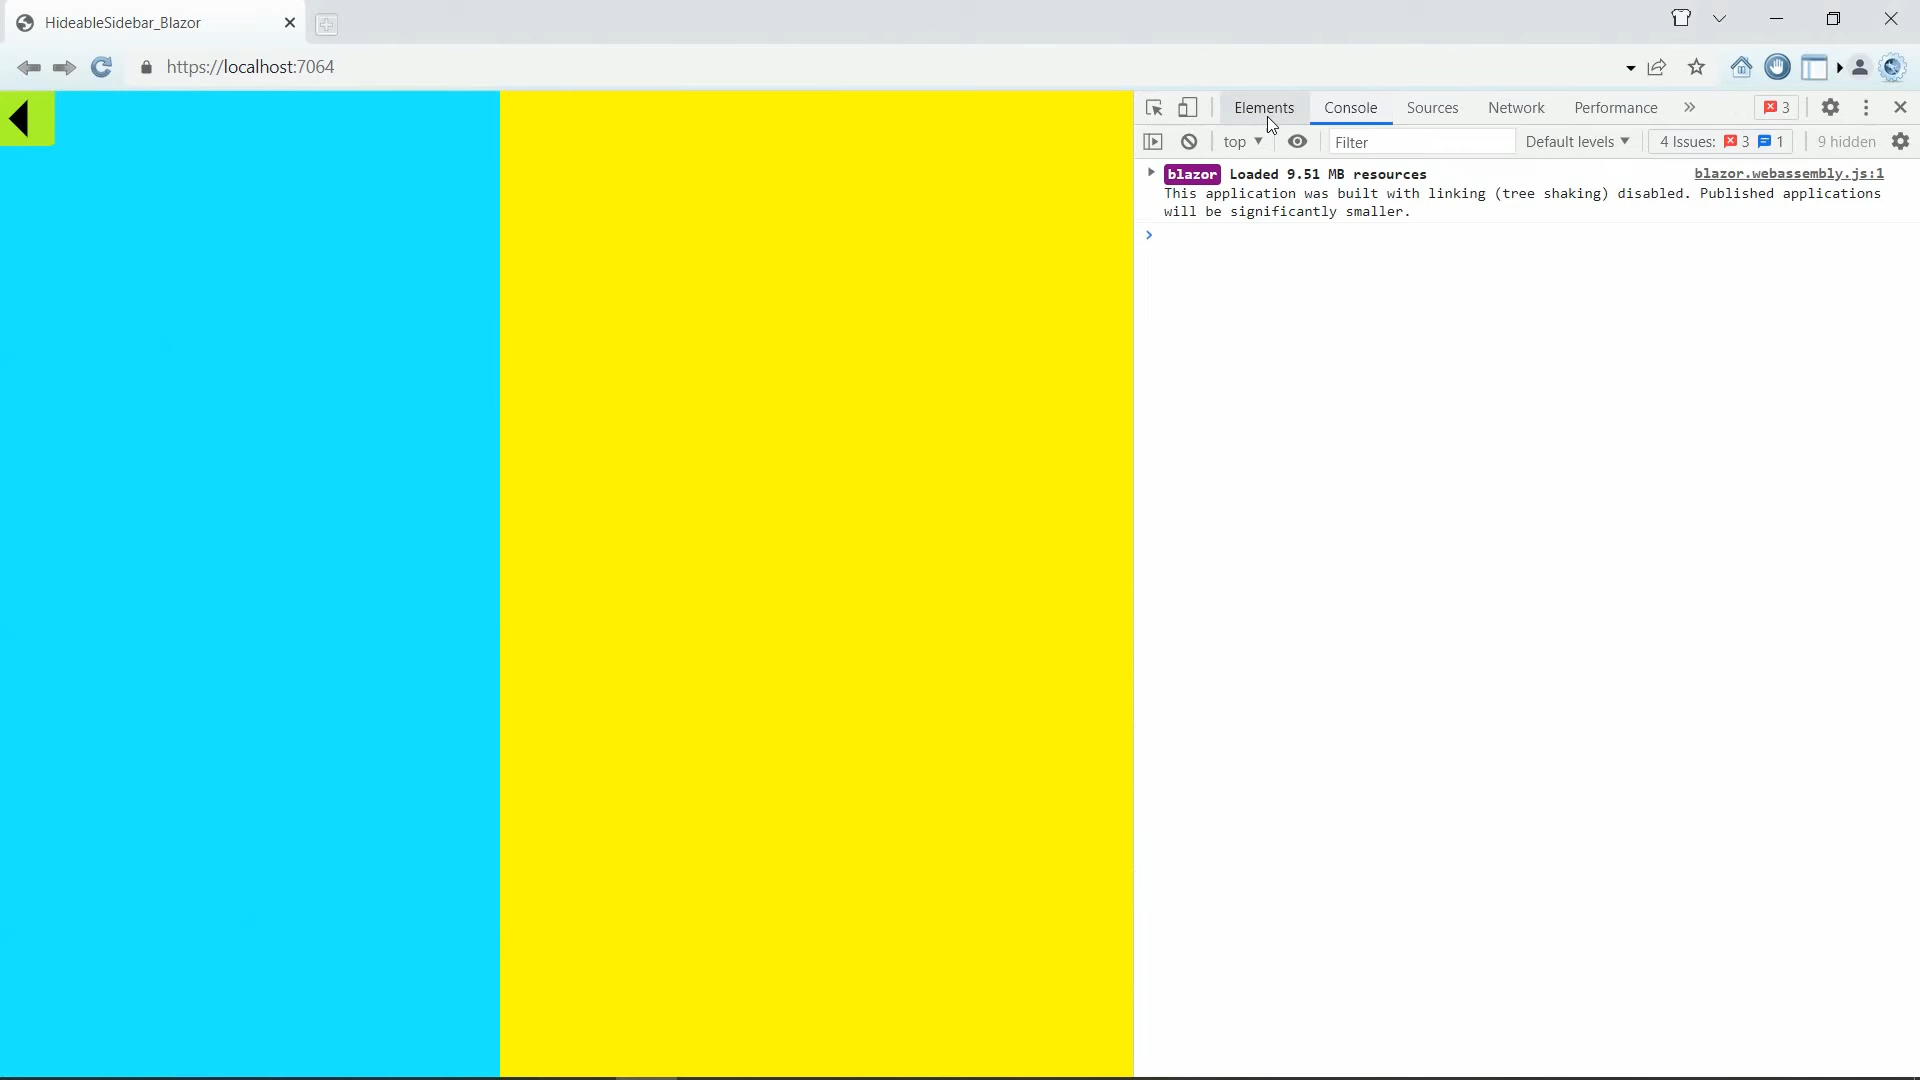 HideableSidebar_Blazor
https://localhost:7064
Elements Console Sources Network Performance » 3
top Filter Default levels 4 Issues: 3 1 9 hidden
blazor Loaded 9.51 MB resources blazor.webassembly.js:1
This application was built with linking (tree shaking) disabled. Published applications
will be significantly smaller.